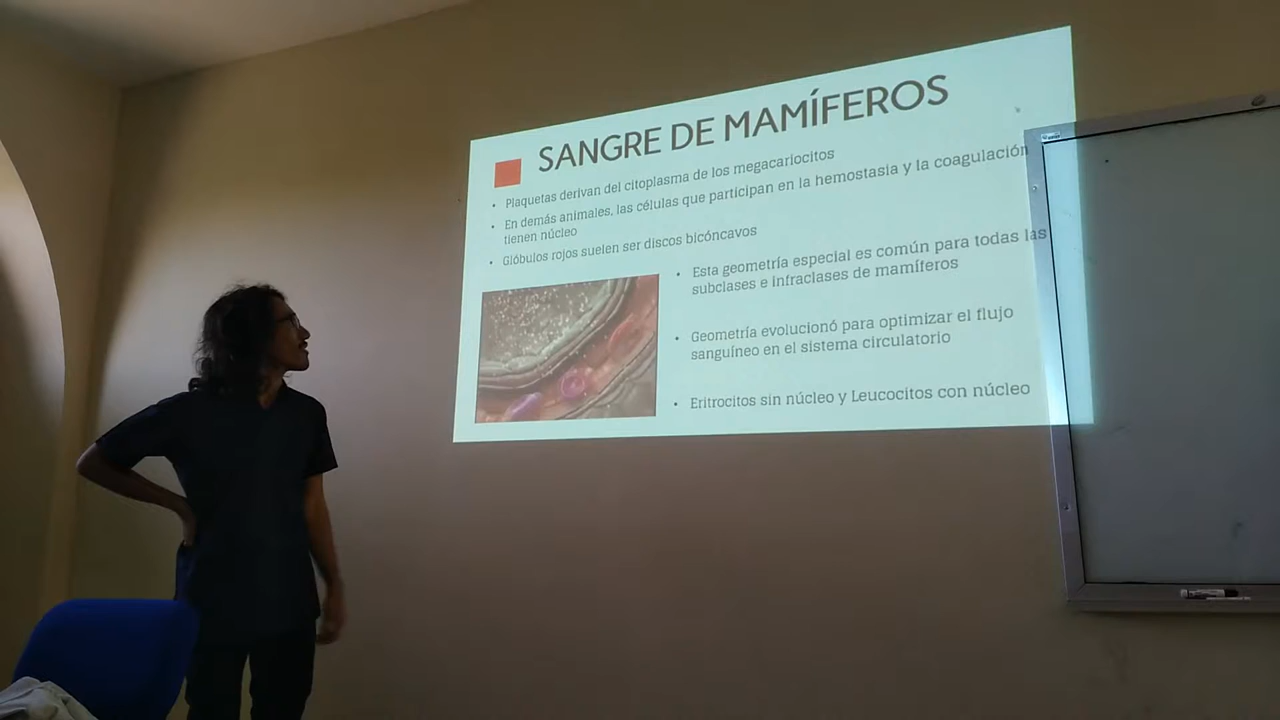 SANGRE DE MAMÍFEROS
• Plaquetas derivan del citoplasma de los megacariocitos
• En demás animales, las células que participan en la hemostasia y la coagulación
tienen núcleo
• Glóbulos rojos suelen ser discos bicóncavos
• Esta geometría especial es común para todas las
subclases e infraclases de mamíferos
• Geometría evolucionó para optimizar el flujo
sanguíneo en el sistema circulatorio
• Eritrocitos sin núcleo y Leucocitos con núcleo